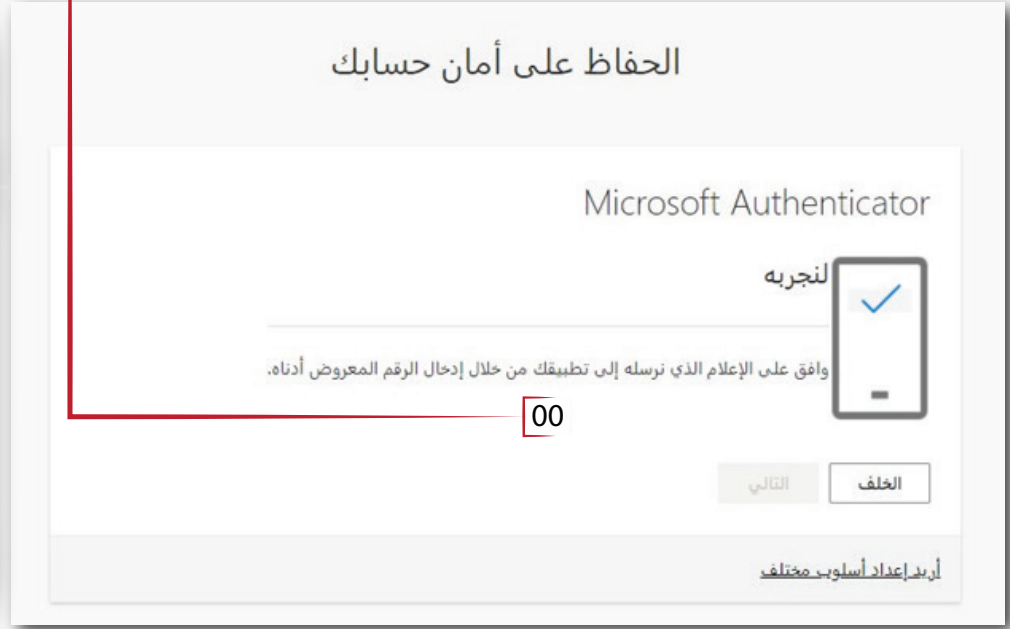 الحفاظ على أمان حسابك
Microsoft Authenticator
لنجربه
وافق على الإعلام الذي نرسله إلى تطبيقك من خلال إدخال الرقم المعروض أدناه.
00
الخلف
التالي
أريد إعداد أسلوب مختلف